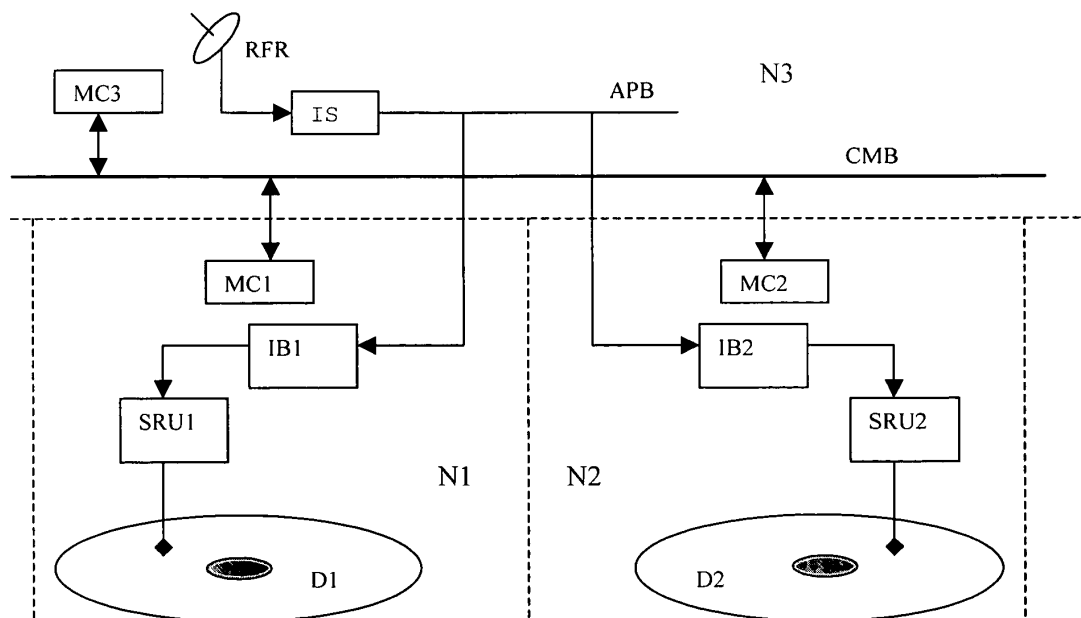 RFR
N3
MC3
IS
APB
CMB
MC1
MC2
IB1
IB2
SRU1
SRU2
N1
N2
D1
D2